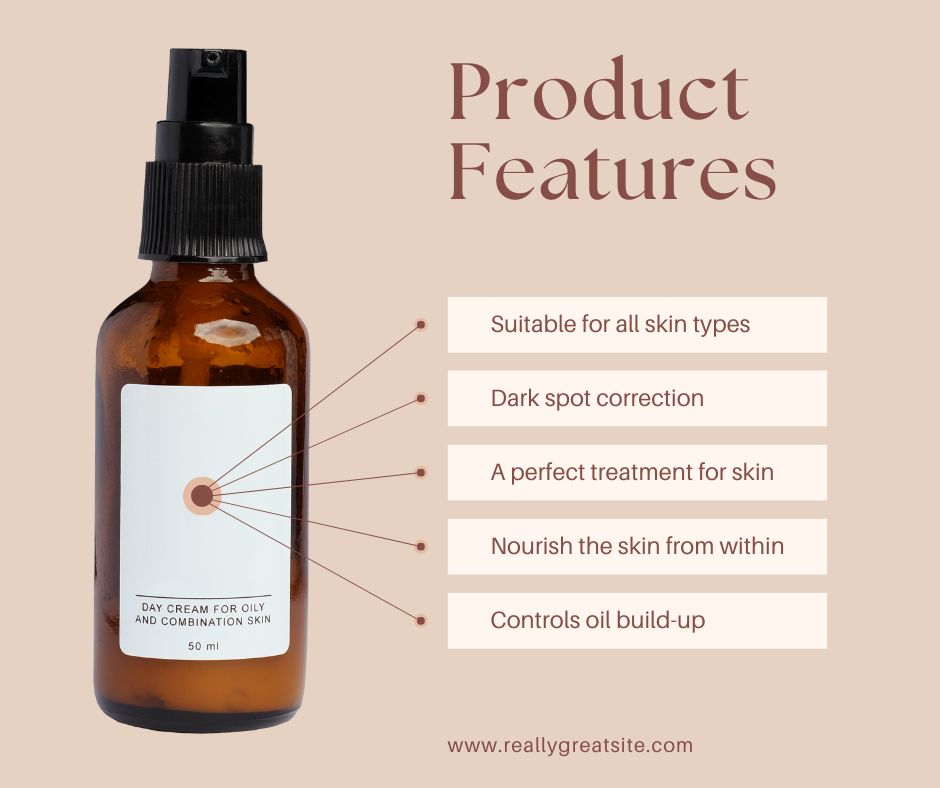 Product
Features
Suitable for all skin types
Dark spot correction
A perfect treatment for skin
Nourish the skin from within
Controls oil build-up
DAY CREAM FOR OILY
AND COMBINATION SKIN
50 ml
www.reallygreatsite.com